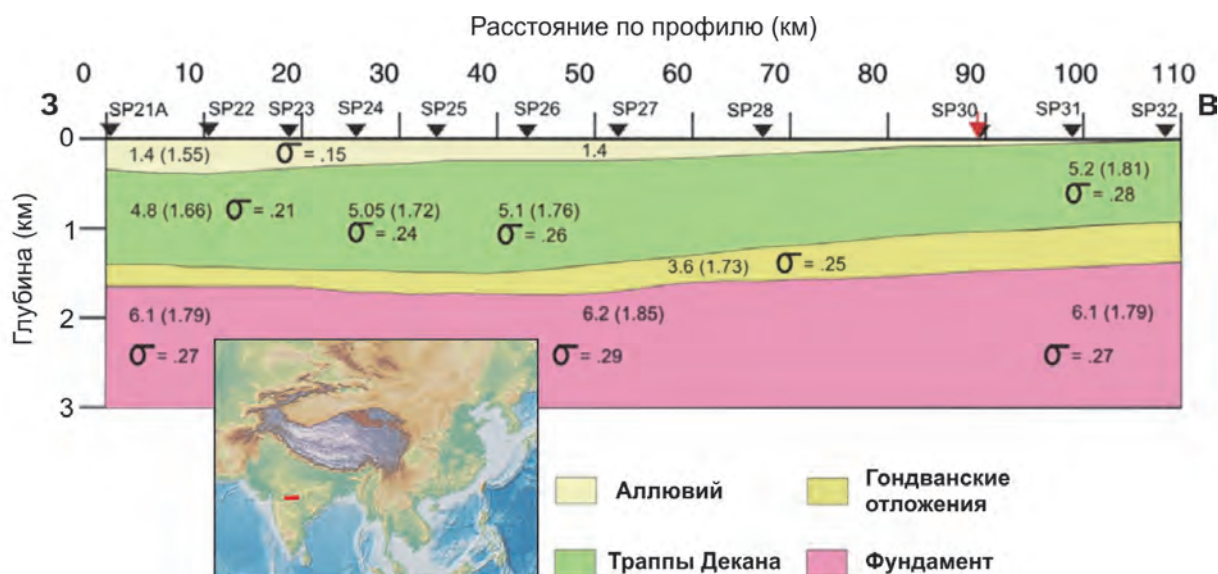 Расстояние по профилю (км)
0 10 20 30 40 50 60 70 80 90 100 110
З SP21A SP22 SP23 SP24 SP25 SP26 SP27 SP28 SP30 SP31 SP32 В
Глубина (км)
0
1
2
3
1.4 (1.55) σ = .15 1.4
4.8 (1.66) σ = .21
5.05 (1.72)
σ = .24
5.1 (1.76)
σ = .26
5.2 (1.81)
σ = .28
3.6 (1.73) σ = .25
6.1 (1.79)
σ = .27
6.2 (1.85)
σ = .29
6.1 (1.79)
σ = .27
Аллювий
Гондванские
отложения
Траппы Декана
Фундамент